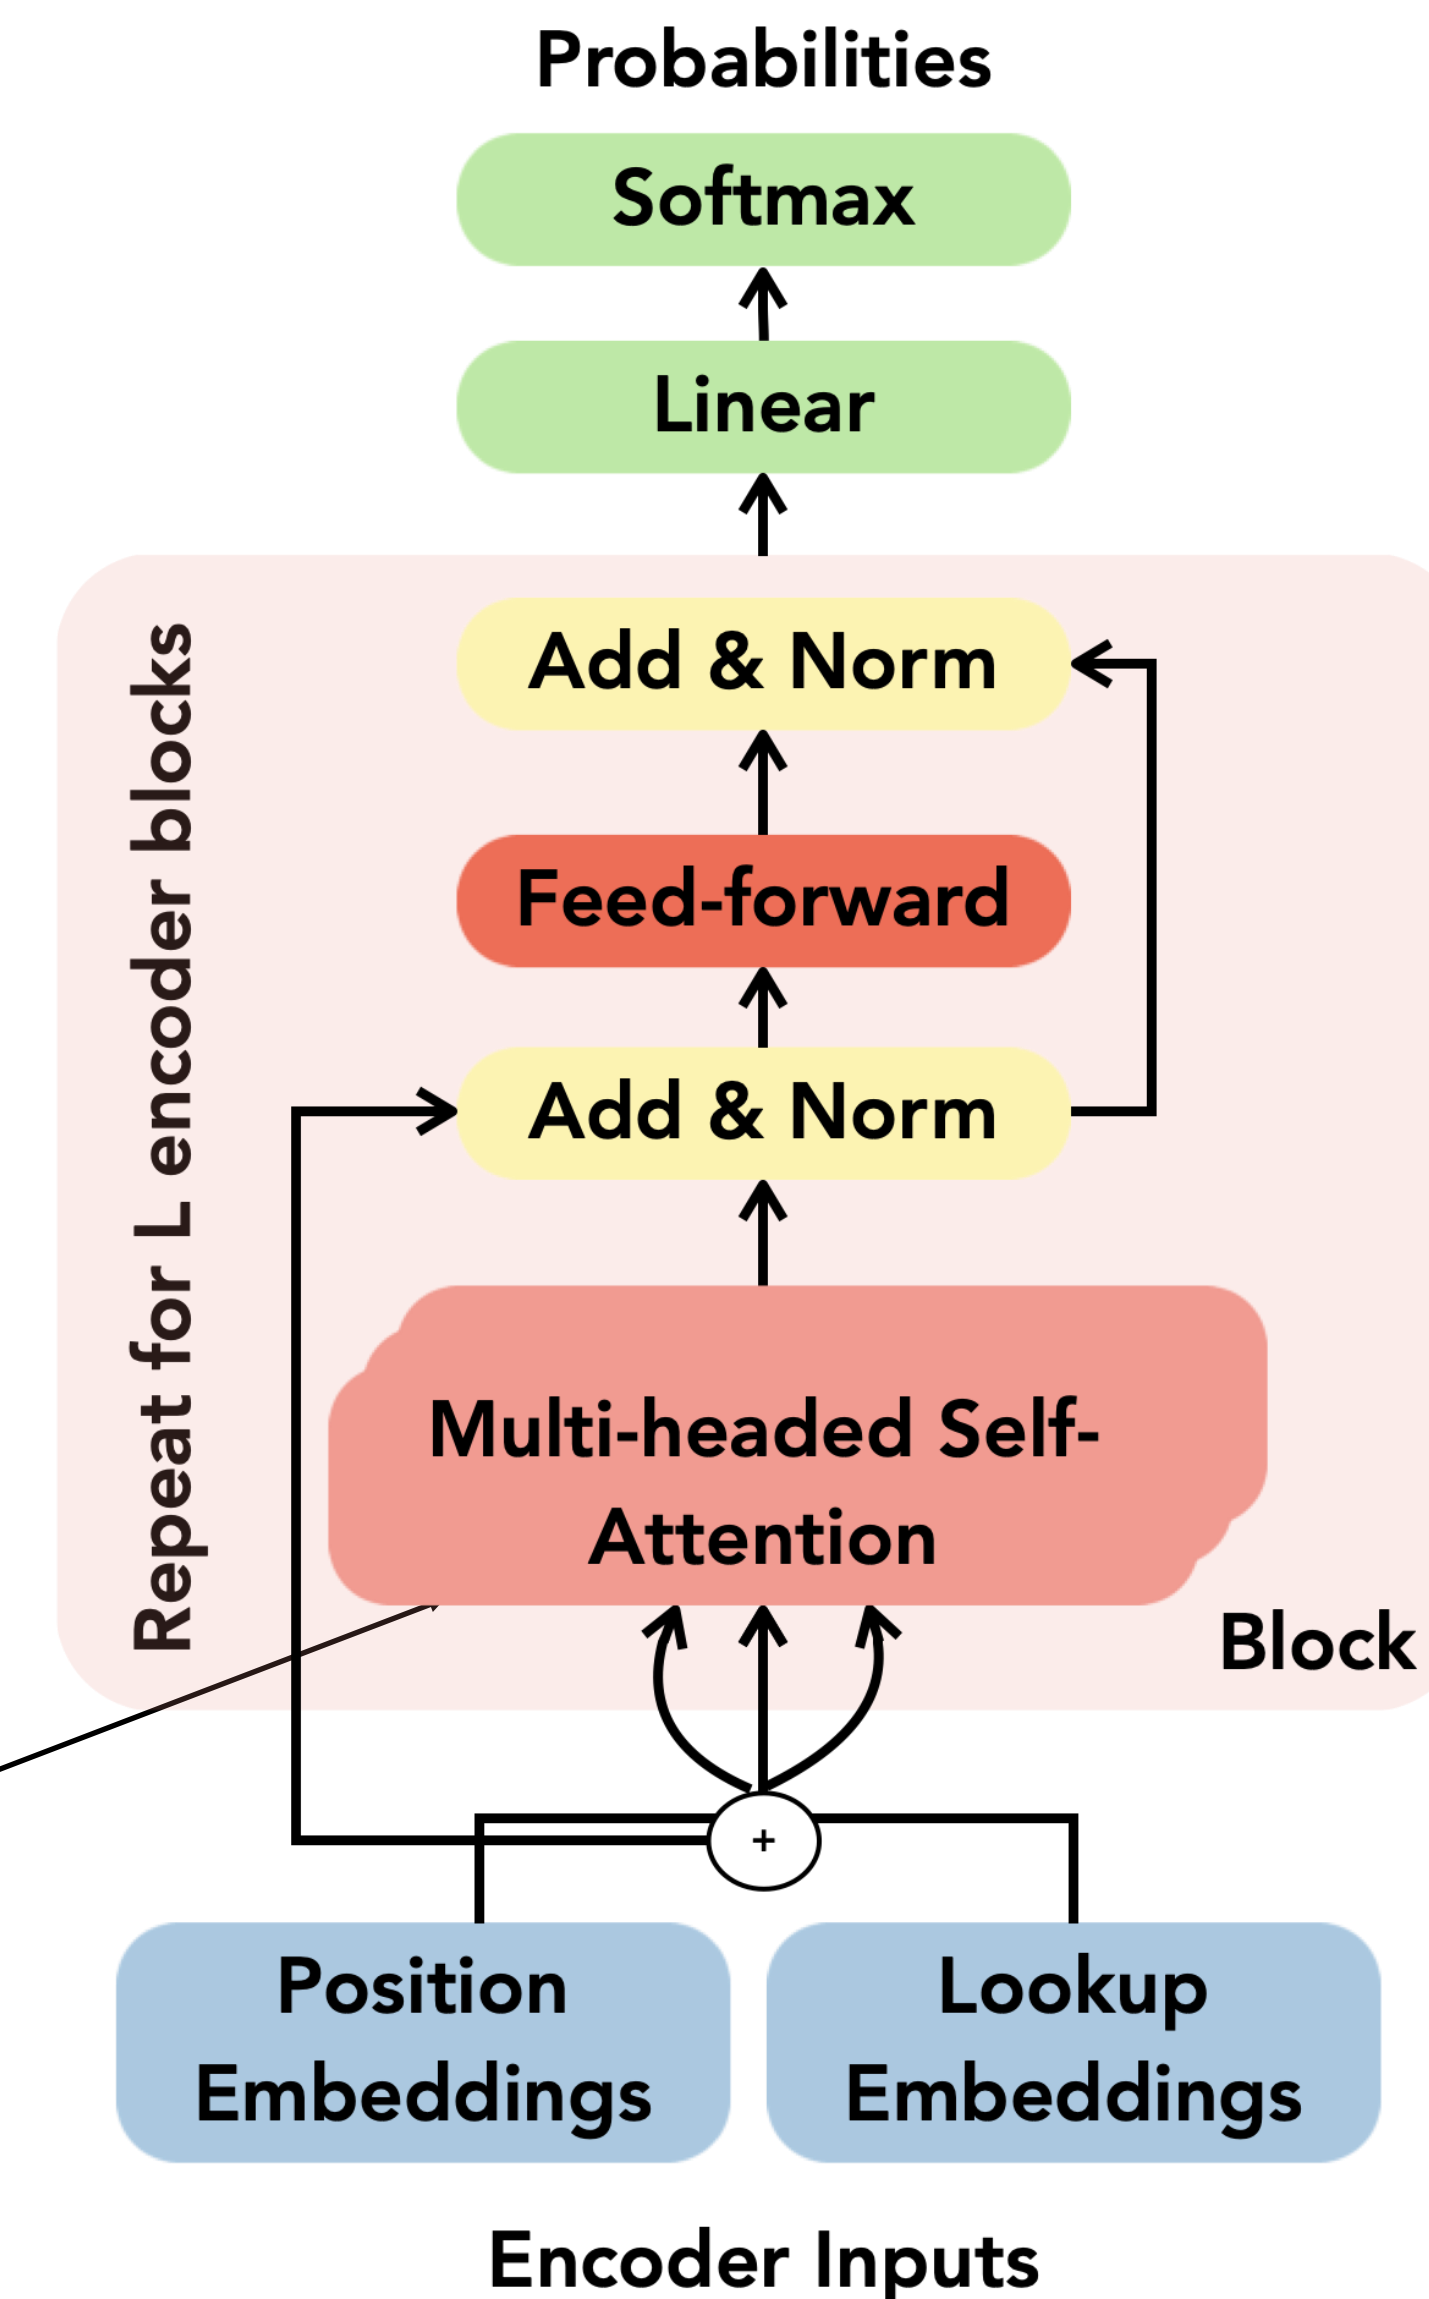 Probabilities
Softmax
Linear
Add & Norm
Feed-forward
Add & Norm
Repeat for L encoder blocks
Multi-headed Self-
Attention
Block
+
Position
Embeddings
Lookup
Embeddings
Encoder Inputs